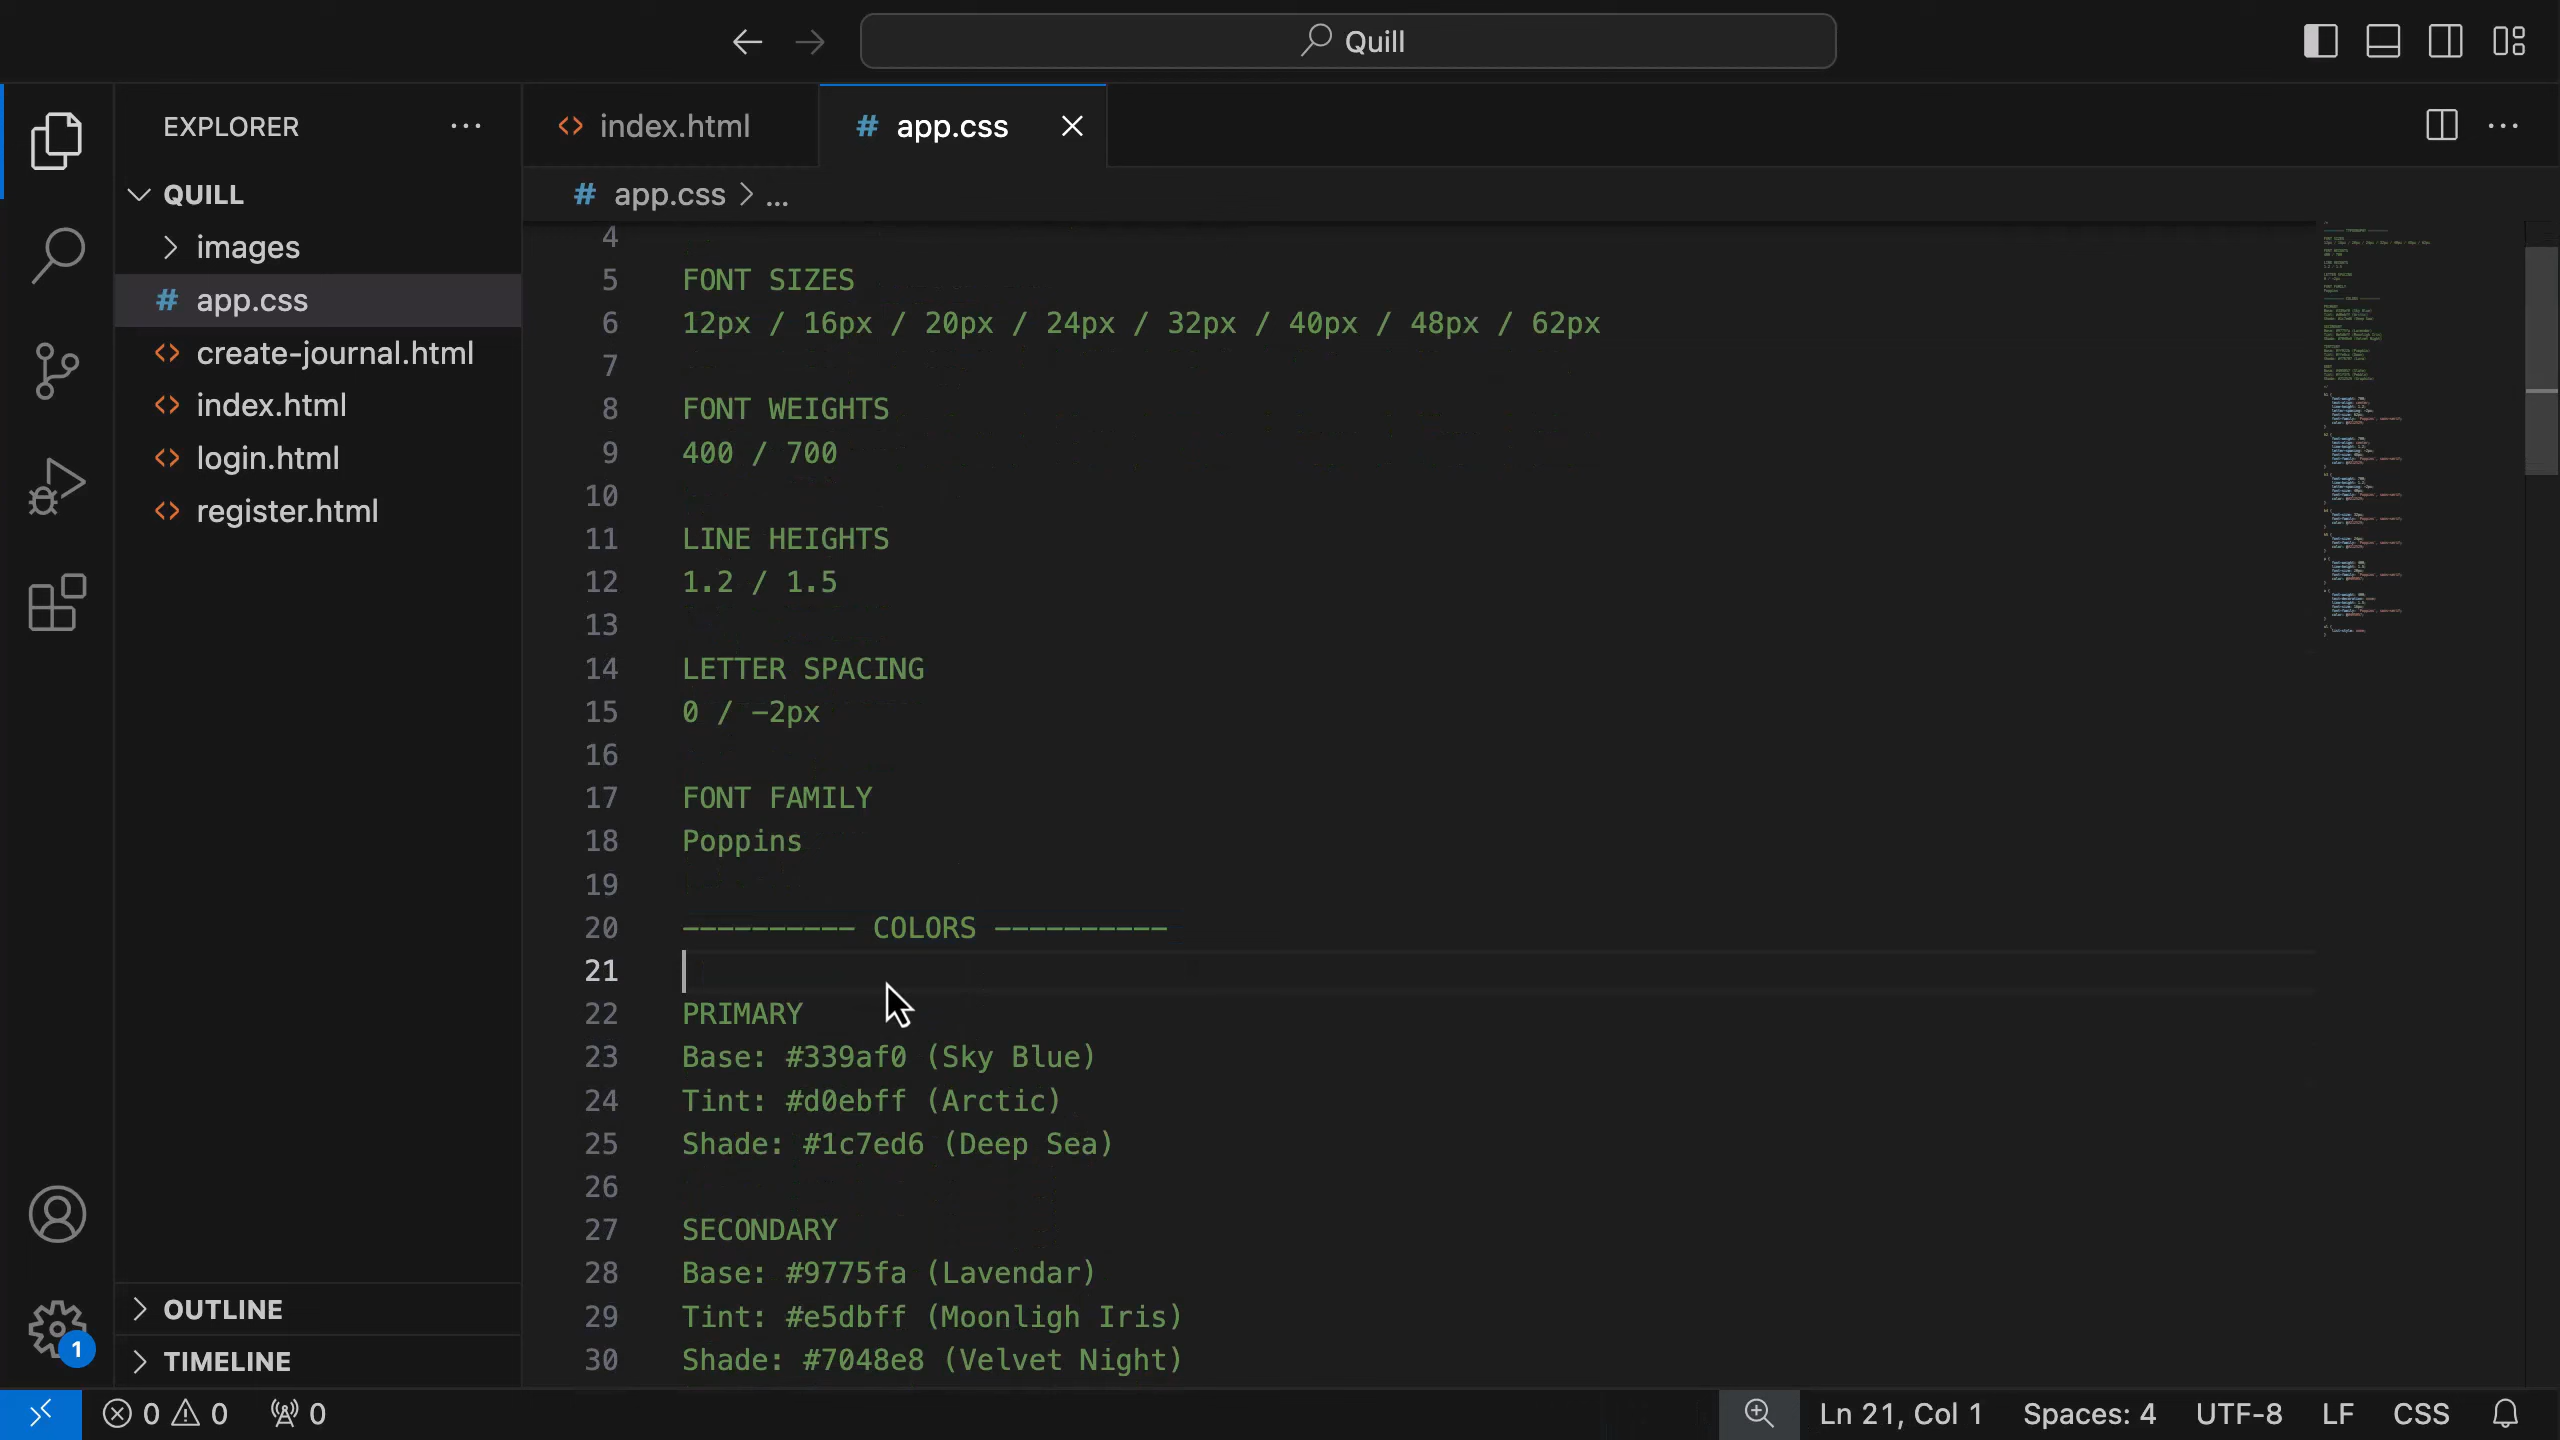 Quill
EXPLORER
index.html
# app.css
QUILL
# app.css > ...
images
# app.css
create-journal.html
index.html
login.html
register.html
4
5 FONT SIZES
6 12px / 16px / 20px / 24px / 32px / 40px / 48px / 62px
7
8 FONT WEIGHTS
9 400 / 700
10
11 LINE HEIGHTS
12 1.2 / 1.5
13
14 LETTER SPACING
15 0 / -2px
16
17 FONT FAMILY
18 Poppins
19
20 ---------- COLORS ----------
21
22 PRIMARY
23 Base: #339af0 (Sky Blue)
24 Tint: #d0ebff (Arctic)
25 Shade: #1c7ed6 (Deep Sea)
26
27 SECONDARY
28 Base: #9775fa (Lavendar)
29 Tint: #e5dbff (Moonligh Iris)
30 Shade: #7048e8 (Velvet Night)
OUTLINE
TIMELINE
1
0 0 0
Ln 21, Col 1 Spaces: 4 UTF-8 LF CSS